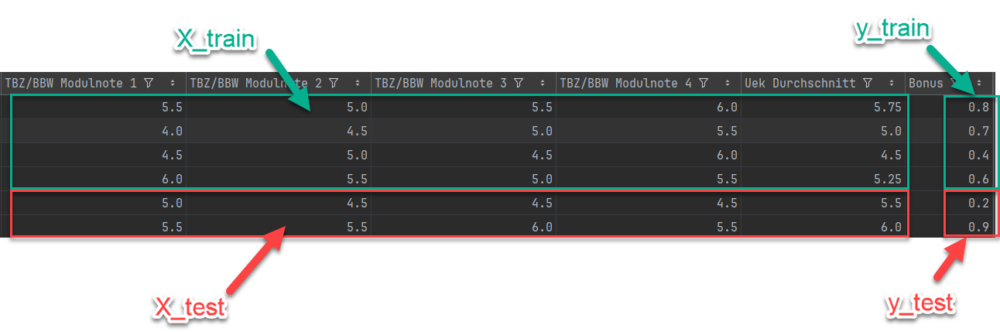 X_train
y_train
TBZ/BBW Modulnote 1 TBZ/BBW Modulnote 2 TBZ/BBW Modulnote 3 TBZ/BBW Modulnote 4 Uek Durchschnitt Bonus
5.5 5.0 5.5 6.0 5.75 0.8
4.0 4.5 5.0 5.5 5.0 0.7
4.5 5.0 4.5 6.0 4.5 0.4
6.0 5.5 5.0 5.5 5.25 0.6
5.0 4.5 4.5 4.5 5.5 0.2
5.5 5.5 6.0 5.5 6.0 0.9
X_test
y_test